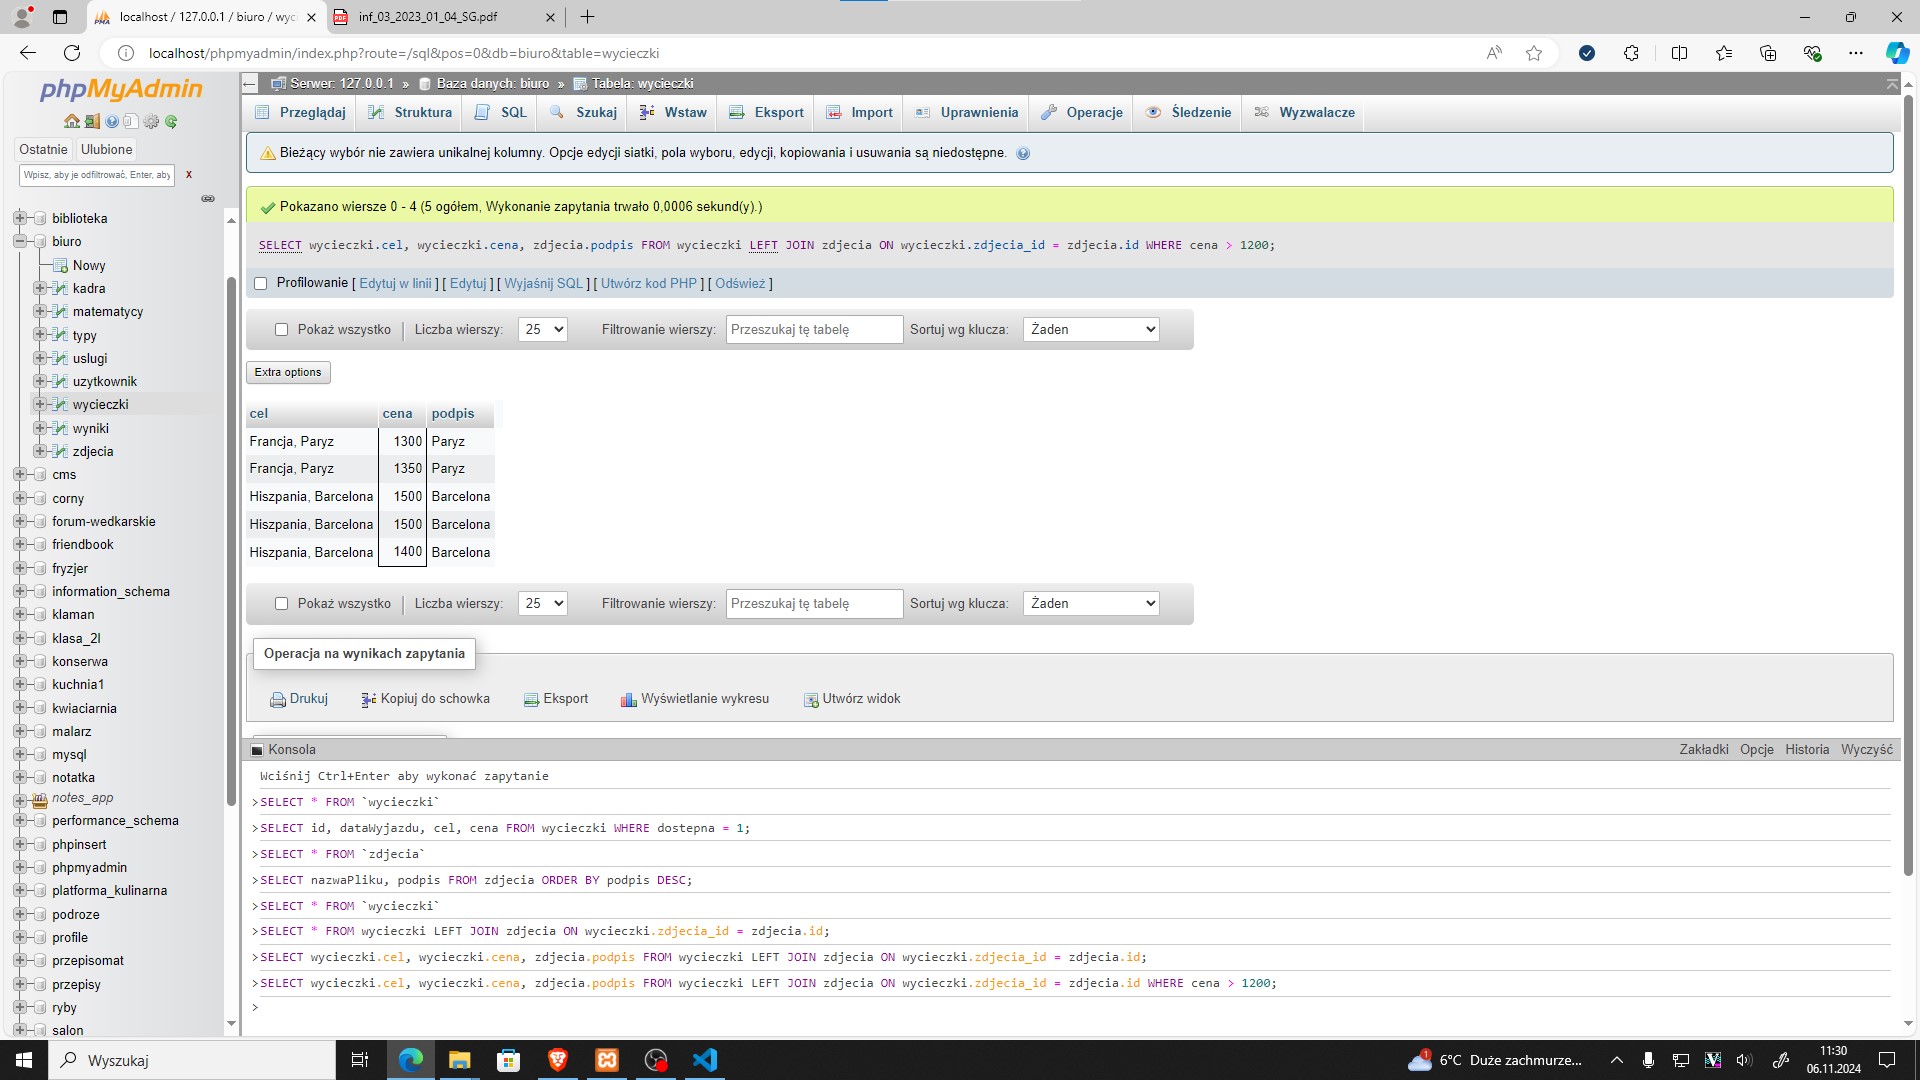 localhost / 127.0.0.1 / biuro / wyc
inf_03_2023_01_04_SG.pdf
localhost/phpmyadmin/index.php?route=/sql&pos=0&db=biuro&table=wycieczki
phpMyAdmin
Ostatnie
Ulubione
Wpisz, aby je odfiltrować, Enter, aby
x
biblioteka
biuro
Nowy
kadra
matematycy
typy
uslugi
uzytkownik
wycieczki
wyniki
zdjecia
cms
corny
forum-wedkarskie
friendbook
fryzjer
information_schema
klaman
klasa_2l
konserwa
kuchnia1
kwiaciarnia
malarz
mysql
notatka
notes_app
performance_schema
phpinsert
phpmyadmin
platforma_kulinarna
podroze
profile
przepisomat
przepisy
ryby
salon
Serwer: 127.0.0.1 » Baza danych: biuro » Tabela: wycieczki
Przeglądaj Struktura SQL Szukaj Wstaw Eksport Import Uprawnienia Operacje Śledzenie Wyzwalacze
Bieżący wybór nie zawiera unikalnej kolumny. Opcje edycji siatki, pola wyboru, edycji, kopiowania i usuwania są niedostępne.
Pokazano wiersze 0 - 4 (5 ogółem, Wykonanie zapytania trwało 0,0006 sekund(y).)
SELECT wycieczki.cel, wycieczki.cena, zdjecia.podpis FROM wycieczki LEFT JOIN zdjecia ON wycieczki.zdjecia_id = zdjecia.id WHERE cena > 1200;
Profilowanie [ Edytuj w linii ] [ Edytuj ] [ Wyjaśnij SQL ] [ Utwórz kod PHP ] [ Odśwież ]
Pokaż wszystko Liczba wierszy: 25 Filtrowanie wierszy: Przeszukaj tę tabelę Sortuj wg klucza: Żaden
Extra options
cel cena podpis
Francja, Paryz 1300 Paryz
Francja, Paryz 1350 Paryz
Hiszpania, Barcelona 1500 Barcelona
Hiszpania, Barcelona 1500 Barcelona
Hiszpania, Barcelona 1400 Barcelona
Pokaż wszystko Liczba wierszy: 25 Filtrowanie wierszy: Przeszukaj tę tabelę Sortuj wg klucza: Żaden
Operacja na wynikach zapytania
Drukuj Kopiuj do schowka Eksport Wyświetlanie wykresu Utwórz widok
Konsola Zakładki Opcje Historia Wyczyść
Wciśnij Ctrl+Enter aby wykonać zapytanie
>SELECT * FROM `wycieczki`
>SELECT id, dataWyjazdu, cel, cena FROM wycieczki WHERE dostepna = 1;
>SELECT * FROM `zdjecia`
>SELECT nazwaPliku, podpis FROM zdjecia ORDER BY podpis DESC;
>SELECT * FROM `wycieczki`
>SELECT * FROM wycieczki LEFT JOIN zdjecia ON wycieczki.zdjecia_id = zdjecia.id;
>SELECT wycieczki.cel, wycieczki.cena, zdjecia.podpis FROM wycieczki LEFT JOIN zdjecia ON wycieczki.zdjecia_id = zdjecia.id;
>SELECT wycieczki.cel, wycieczki.cena, zdjecia.podpis FROM wycieczki LEFT JOIN zdjecia ON wycieczki.zdjecia_id = zdjecia.id WHERE cena > 1200;
>
Wyszukaj
1
6°C Duże zachmurze...
11:30
06.11.2024